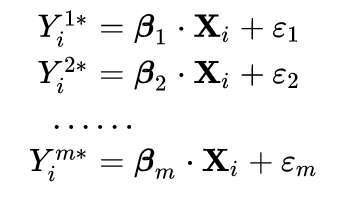 Y_i^{1*} = β_1 · X_i + ε_1
Y_i^{2*} = β_2 · X_i + ε_2
......
Y_i^{m*} = β_m · X_i + ε_m